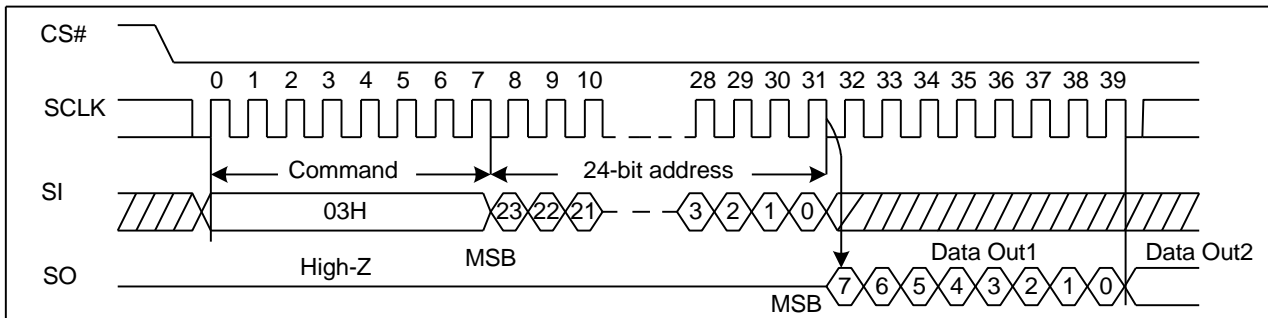 CS#
0 1 2 3 4 5 6 7 8 9 10 28 29 30 31 32 33 34 35 36 37 38 39
SCLK
Command 24-bit address
SI
03H 23 22 21 3 2 1 0
High-Z MSB Data Out1 Data Out2
SO
MSB 7 6 5 4 3 2 1 0